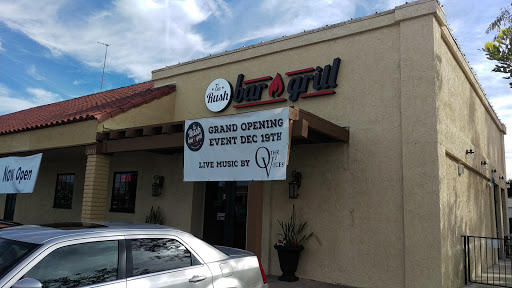 The
Rush
bar grill
GRAND OPENING
EVENT DEC 19TH
LIVE MUSIC BY
Now Open